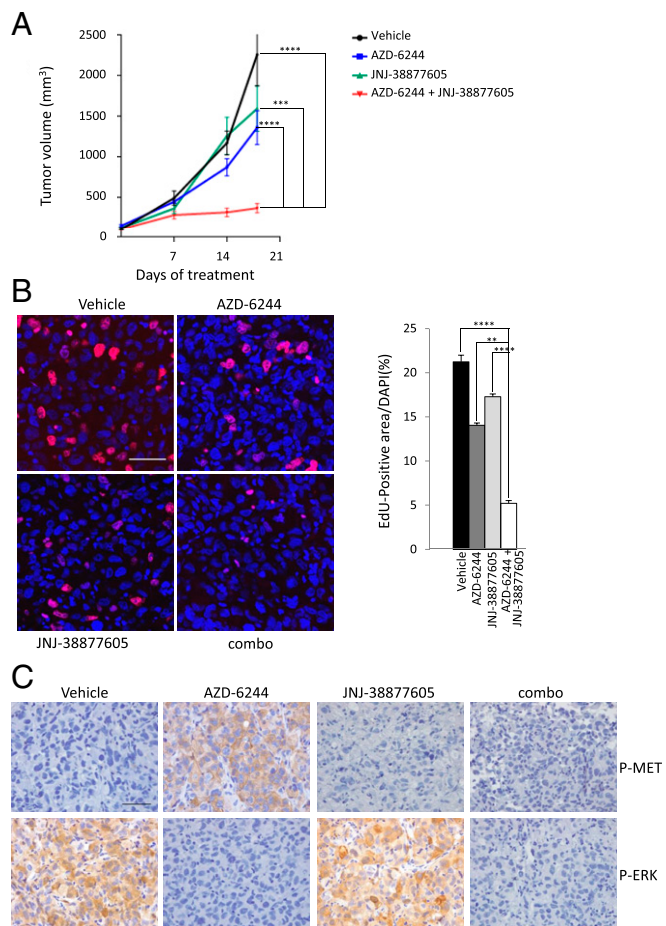 A
Tumor volume (mm³)
2500
2000
1500
1000
500
0
7
14
21
Days of treatment
****
***
****
Vehicle
AZD-6244
JNJ-38877605
AZD-6244 + JNJ-38877605
B
Vehicle
AZD-6244
JNJ-38877605
combo
EdU-Positive area/DAPI(%)
25
20
15
10
5
0
****
**
****
Vehicle
AZD-6244
JNJ-38877605
AZD-6244 +
JNJ-38877605
C
Vehicle
AZD-6244
JNJ-38877605
combo
P-MET
P-ERK